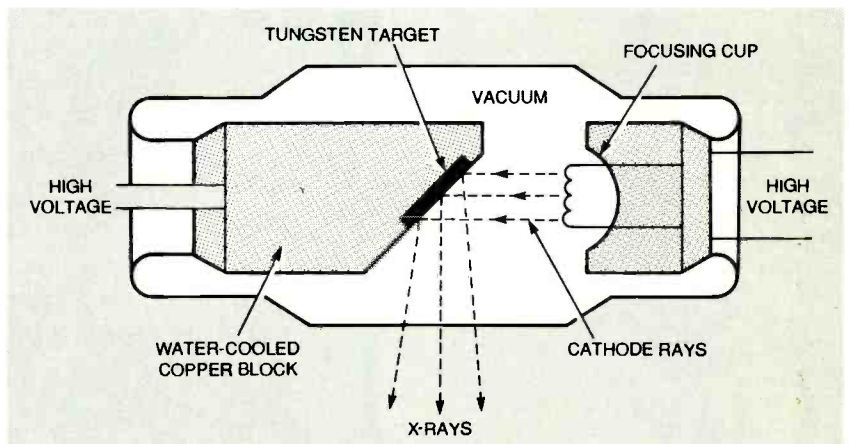 TUNGSTEN TARGET
FOCUSING CUP
VACUUM
HIGH
VOLTAGE
HIGH
VOLTAGE
WATER-COOLED
COPPER BLOCK
CATHODE RAYS
X-RAYS